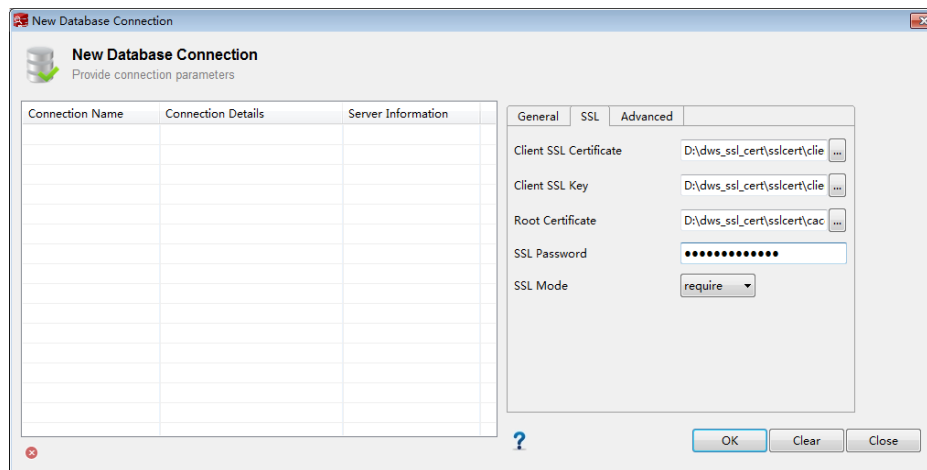 New Database Connection
New Database Connection
Provide connection parameters
Connection Name Connection Details Server Information
General SSL Advanced
Client SSL Certificate D:\dws_ssl_cert\sslcert\clie ...
Client SSL Key D:\dws_ssl_cert\sslcert\clie ...
Root Certificate D:\dws_ssl_cert\sslcert\cac ...
SSL Password ●●●●●●●●●●●●●
SSL Mode require
? OK Clear Close